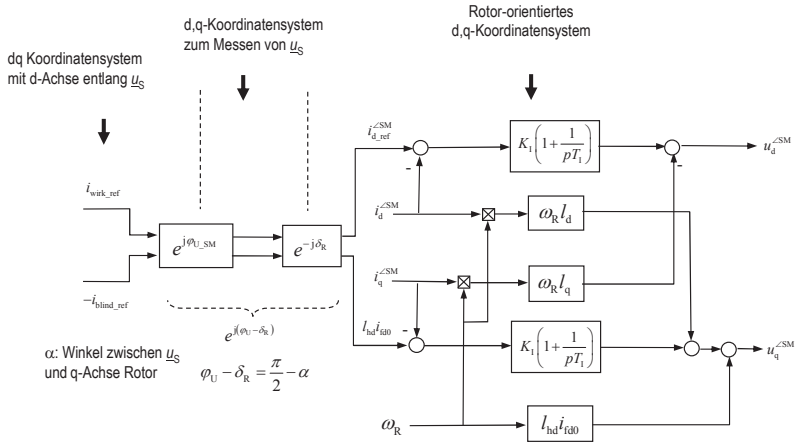 d,q-Koordinatensystem
zum Messen von u_S
Rotor-orientiertes
d,q-Koordinatensystem
dq Koordinatensystem
mit d-Achse entlang u_S
i_d_ref^∠SM
K_I(1+1/(pT_I))
u_d^∠SM
-
-
i_wirk_ref
i_d^∠SM
ω_R l_d
e^jφ_U_SM
e^-jδ_R
i_q^∠SM
ω_R l_q
-i_blind_ref
e^j(φ_U-δ_R)
l_hd i_fd0
-
K_I(1+1/(pT_I))
u_q^∠SM
α: Winkel zwischen u_S
und q-Achse Rotor
φ_U - δ_R = π/2 - α
ω_R
l_hd i_fd0